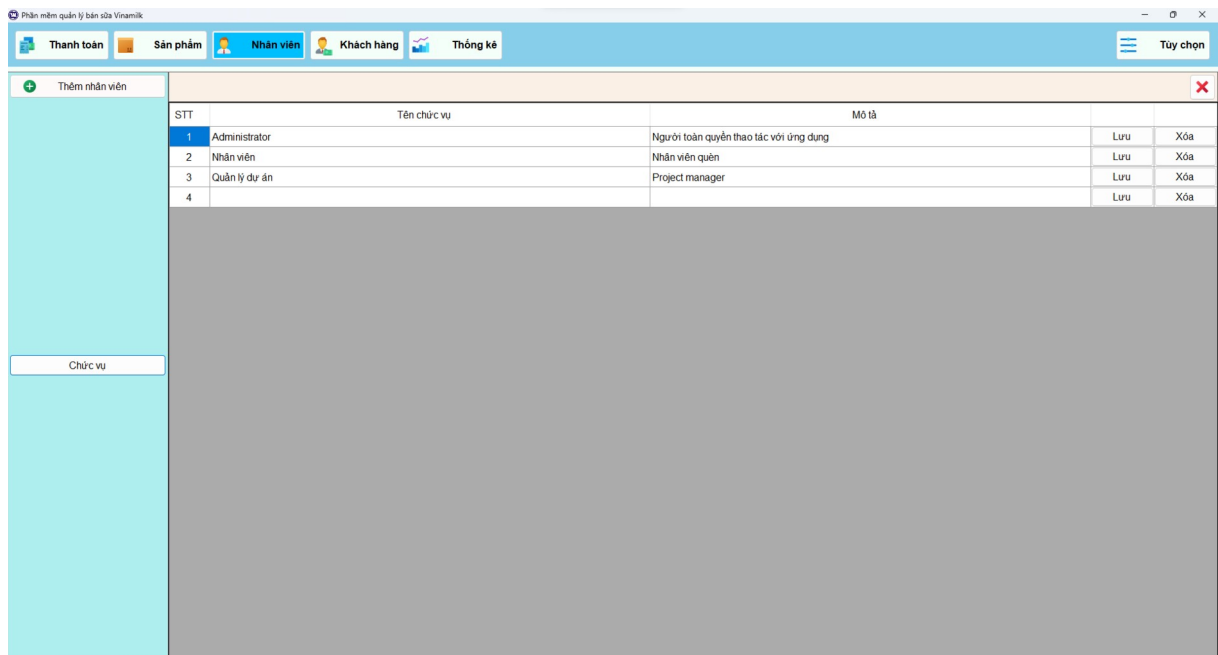 Phần mềm quản lý bán sữa Vinamilk
Thanh toán Sản phẩm Nhân viên Khách hàng Thống kê Tùy chọn
Thêm nhân viên
STT Tên chức vụ Mô tả
1 Administrator Người toàn quyền thao tác với ứng dụng Lưu Xóa
2 Nhân viên Nhân viên quèn Lưu Xóa
3 Quản lý dự án Project manager Lưu Xóa
4 Lưu Xóa
Chức vụ